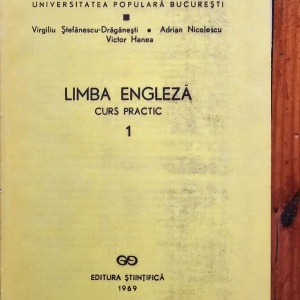 UNIVERSITATEA POPULARĂ BUCUREȘTI
Virgiliu Ștefănescu-Drăgănești • Adrian Nicolescu
Victor Hanea
LIMBA ENGLEZĂ
CURS PRACTIC
1
EDITURA ȘTIINȚIFICĂ
1969